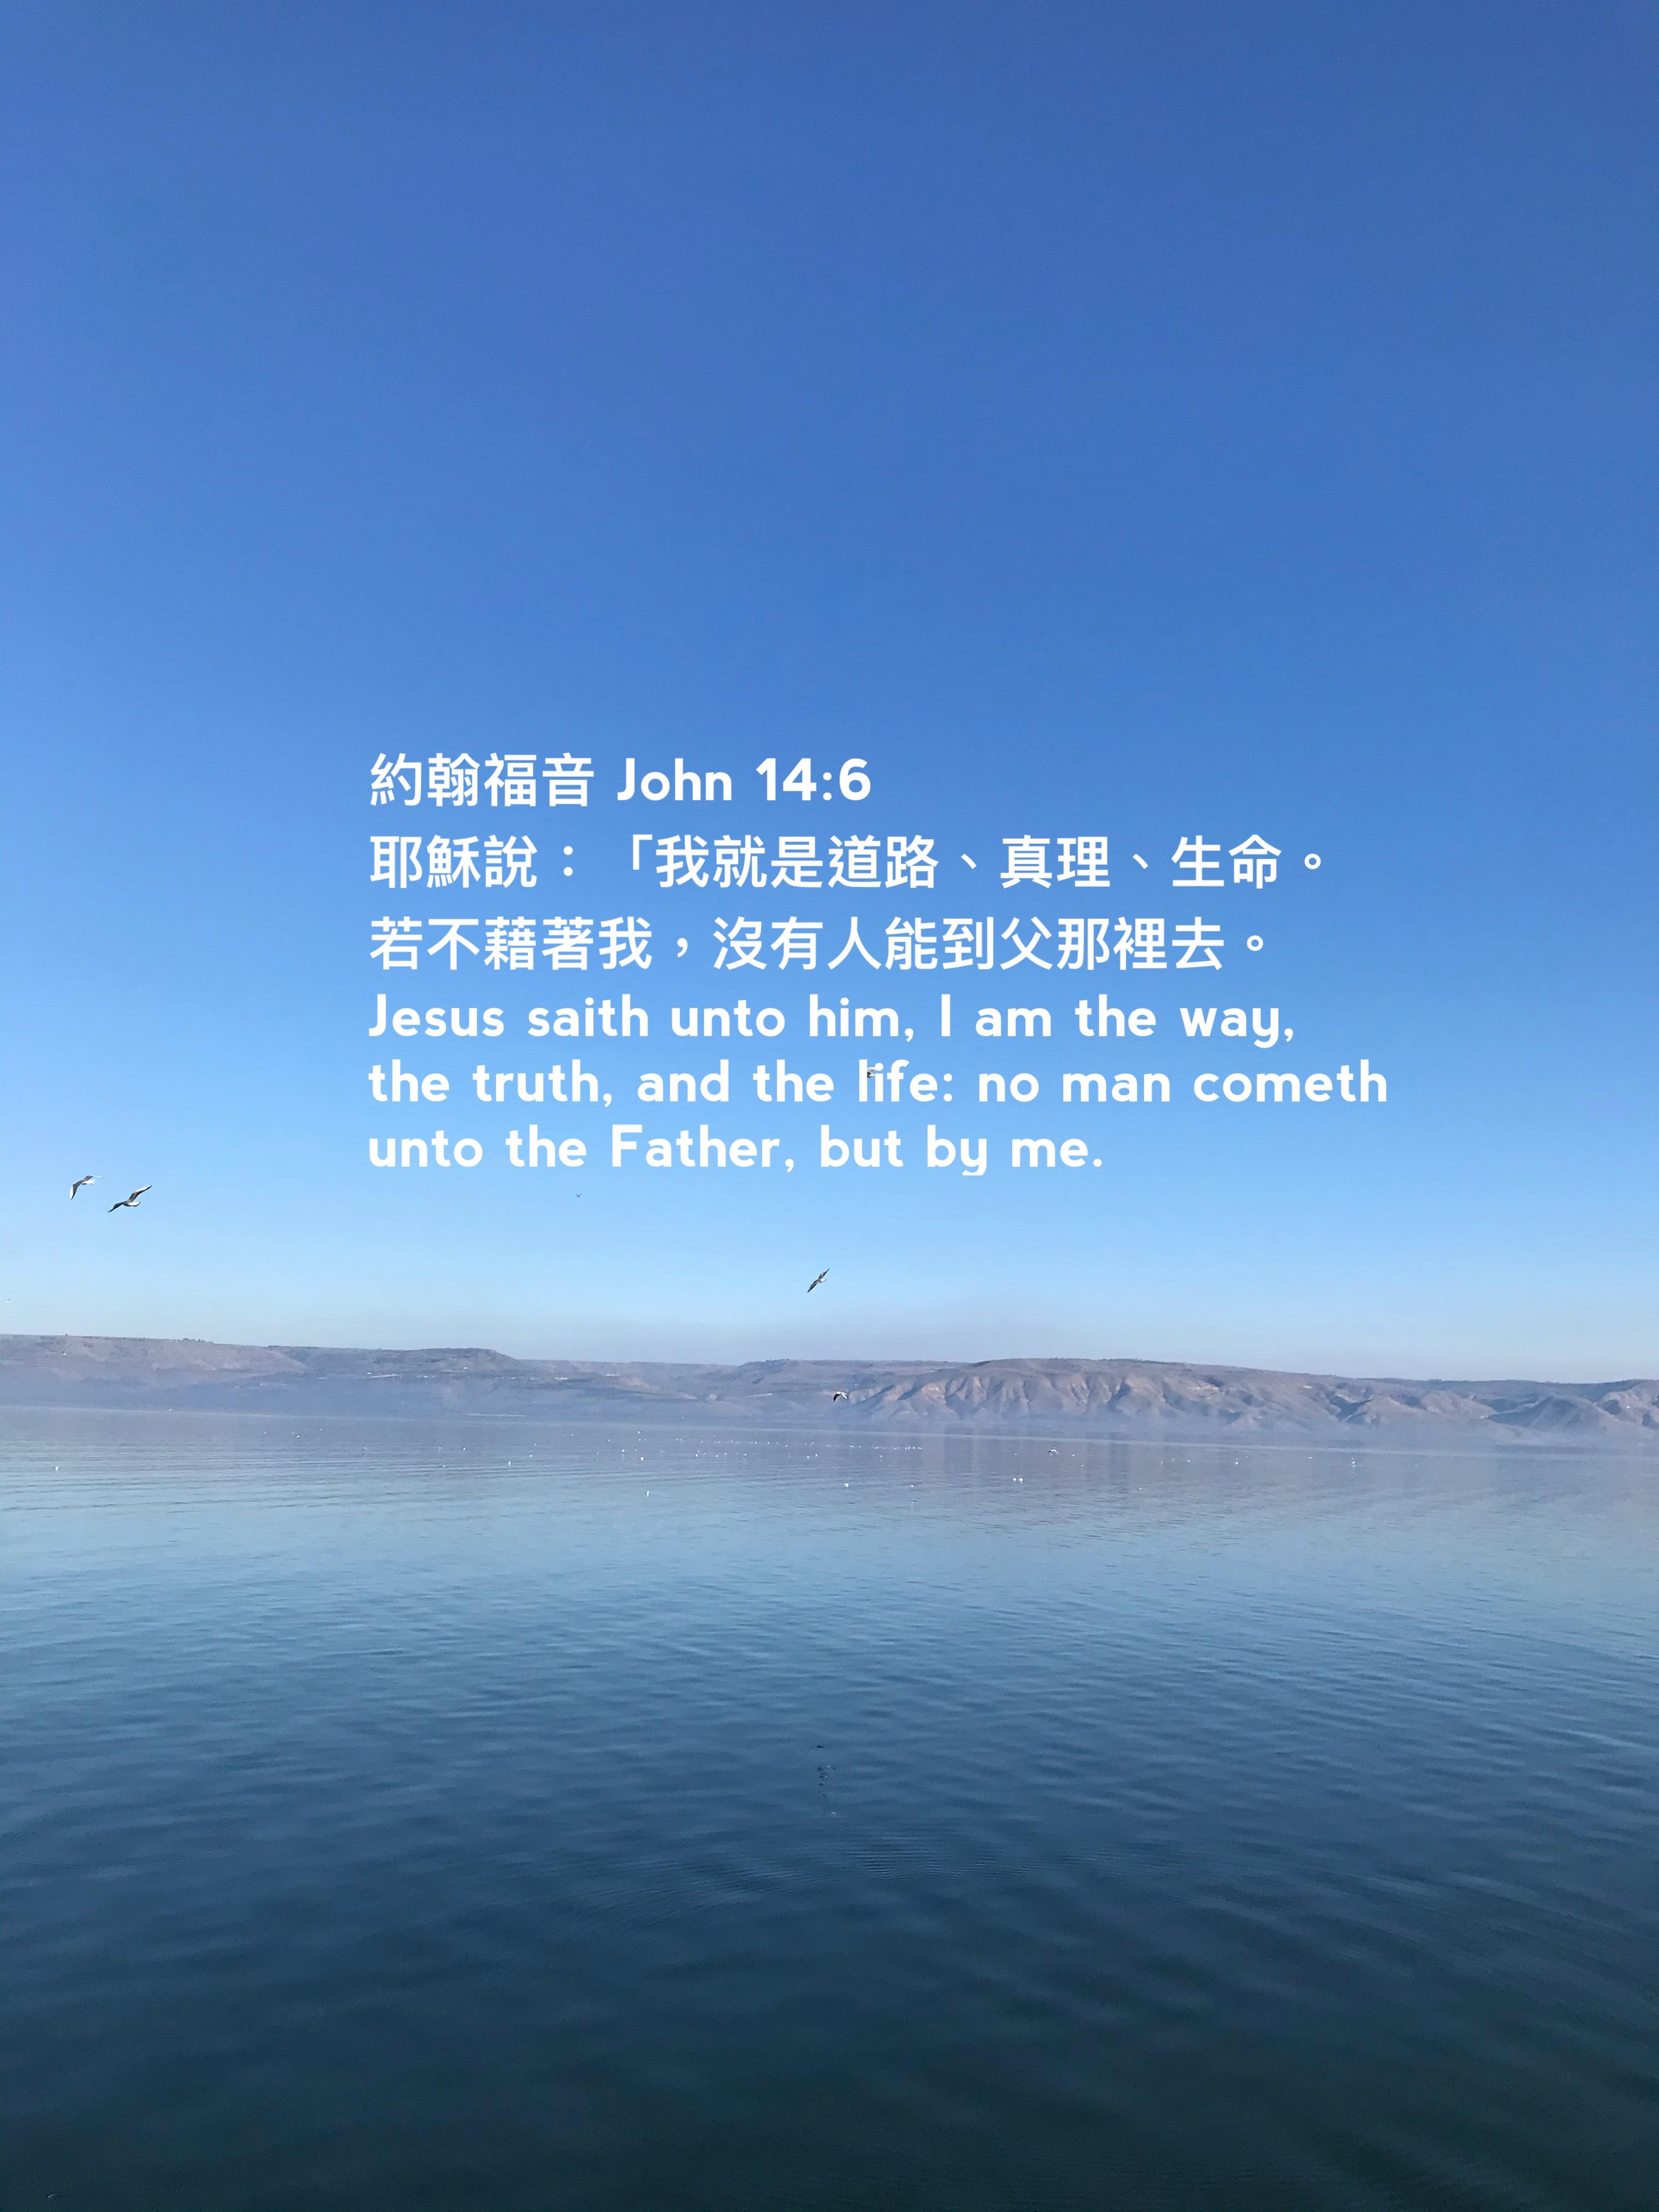 約翰福音 John 14:6
耶穌說：「我就是道路、真理、生命。
若不藉著我，沒有人能到父那裡去。
Jesus saith unto him, I am the way,
the truth, and the life: no man cometh
unto the Father, but by me.